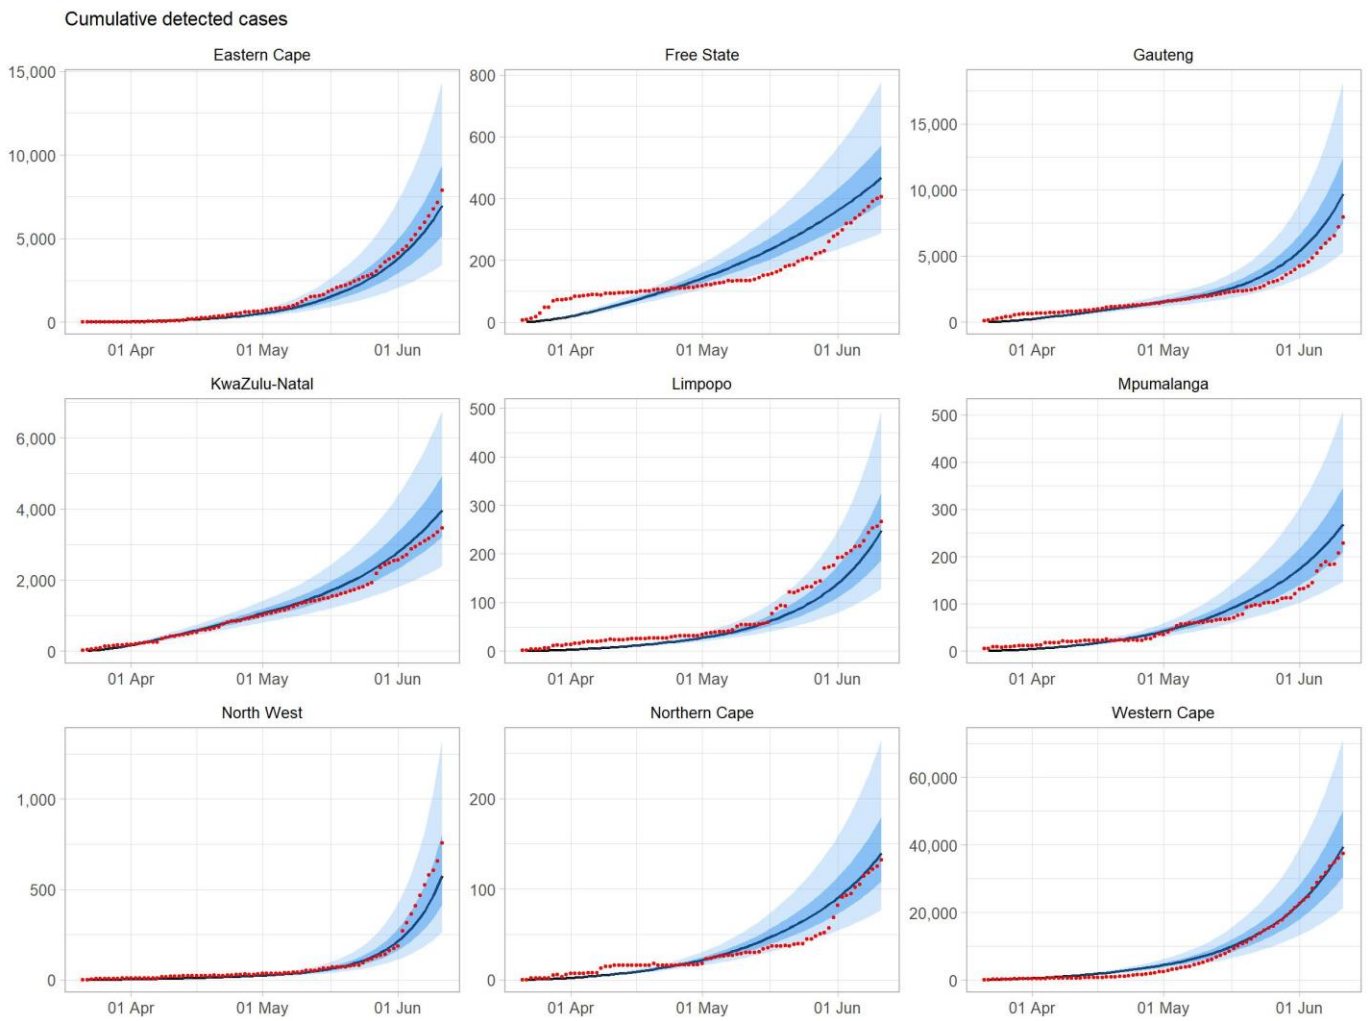 Cumulative detected cases
Eastern Cape
Free State
Gauteng
15,000
10,000
5,000
0
01 Apr
01 May
01 Jun
800
600
400
200
0
01 Apr
01 May
01 Jun
15,000
10,000
5,000
0
01 Apr
01 May
01 Jun
KwaZulu-Natal
Limpopo
Mpumalanga
6,000
4,000
2,000
0
01 Apr
01 May
01 Jun
500
400
300
200
100
0
01 Apr
01 May
01 Jun
500
400
300
200
100
0
01 Apr
01 May
01 Jun
North West
Northern Cape
Western Cape
1,000
500
0
01 Apr
01 May
01 Jun
200
100
0
01 Apr
01 May
01 Jun
60,000
40,000
20,000
0
01 Apr
01 May
01 Jun